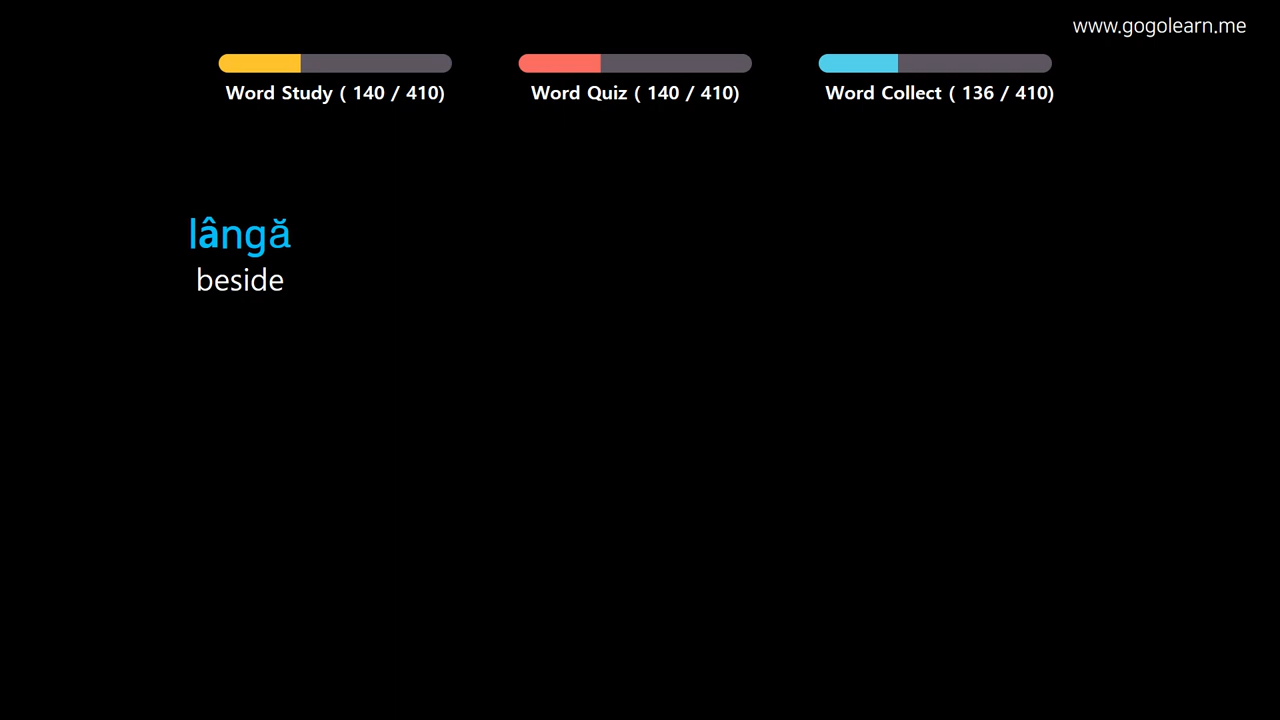 www.gogolearn.me
Word Study ( 140 / 410)
Word Quiz ( 140 / 410)
Word Collect ( 136 / 410)
lângă
beside